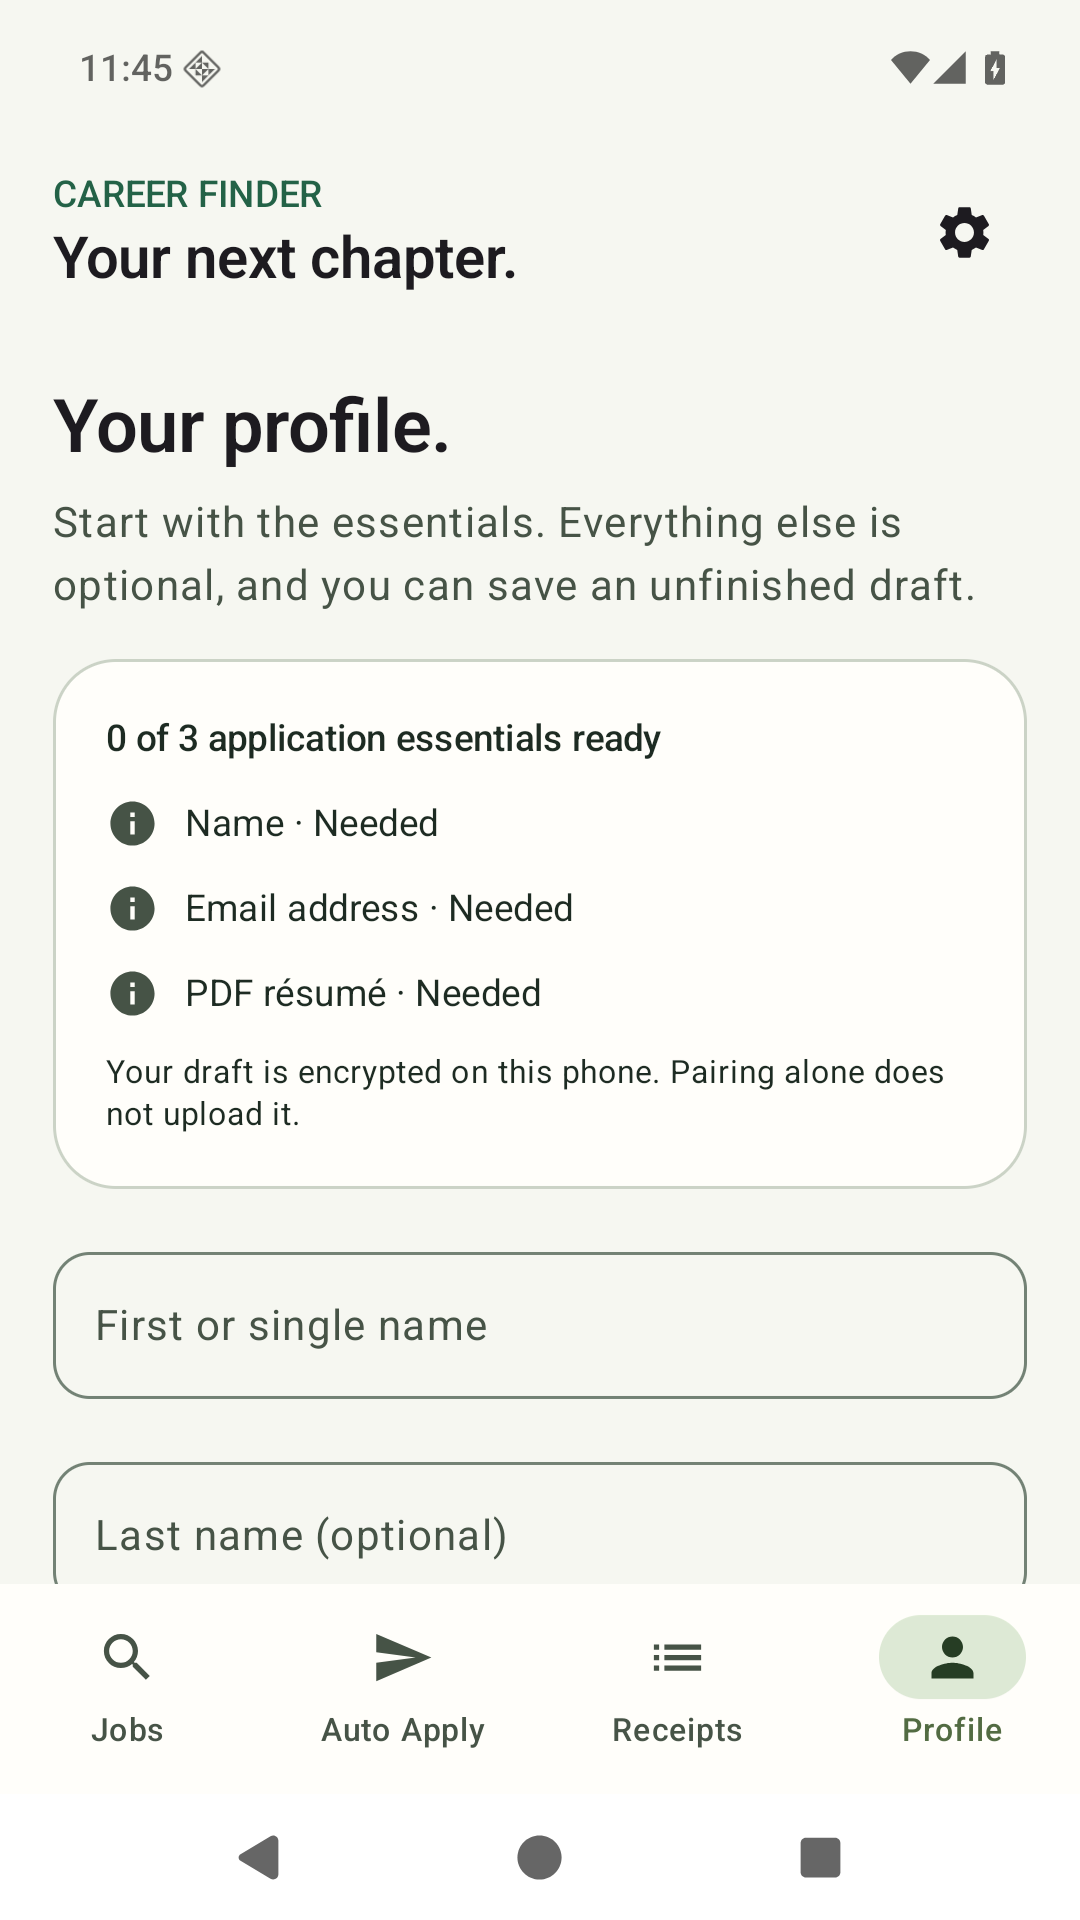 11:45
CAREER FINDER
Your next chapter.
Your profile.
Start with the essentials. Everything else is
optional, and you can save an unfinished draft.
0 of 3 application essentials ready
Name · Needed
Email address · Needed
PDF résumé · Needed
Your draft is encrypted on this phone. Pairing alone does
not upload it.
First or single name
Last name (optional)
Jobs
Auto Apply
Receipts
Profile